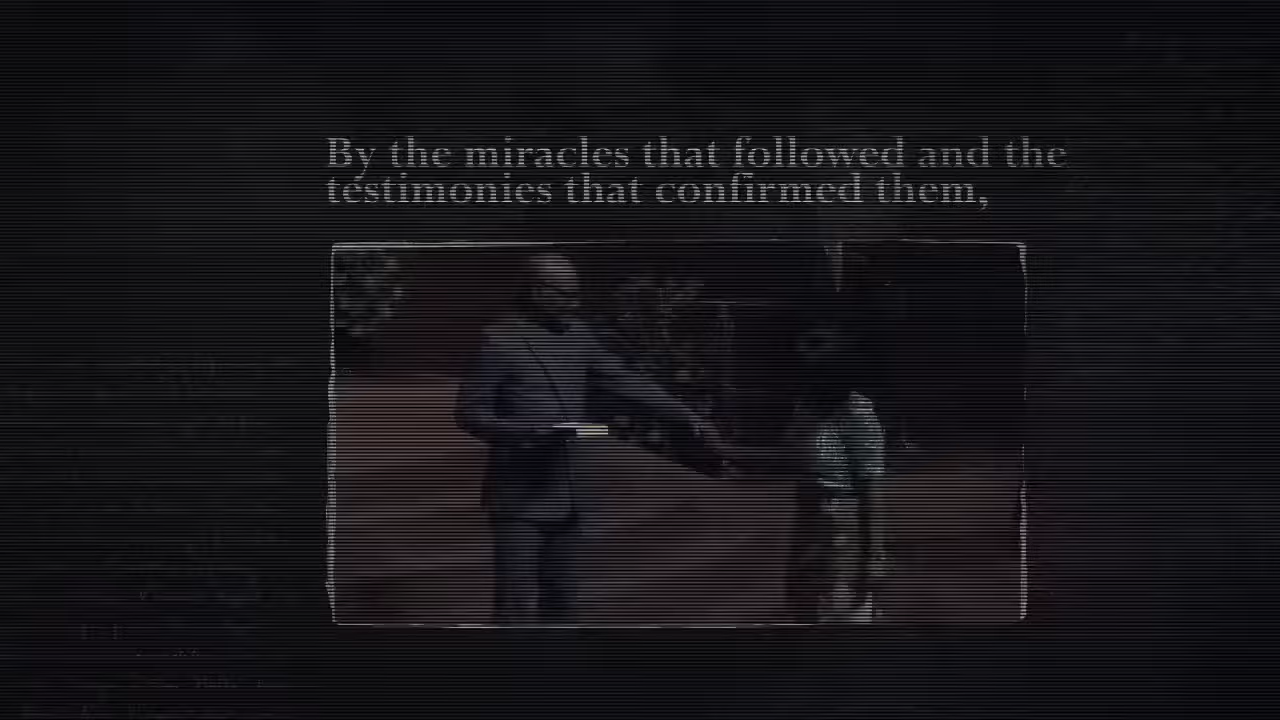 By the miracles that followed and the
testimonies that confirmed them,